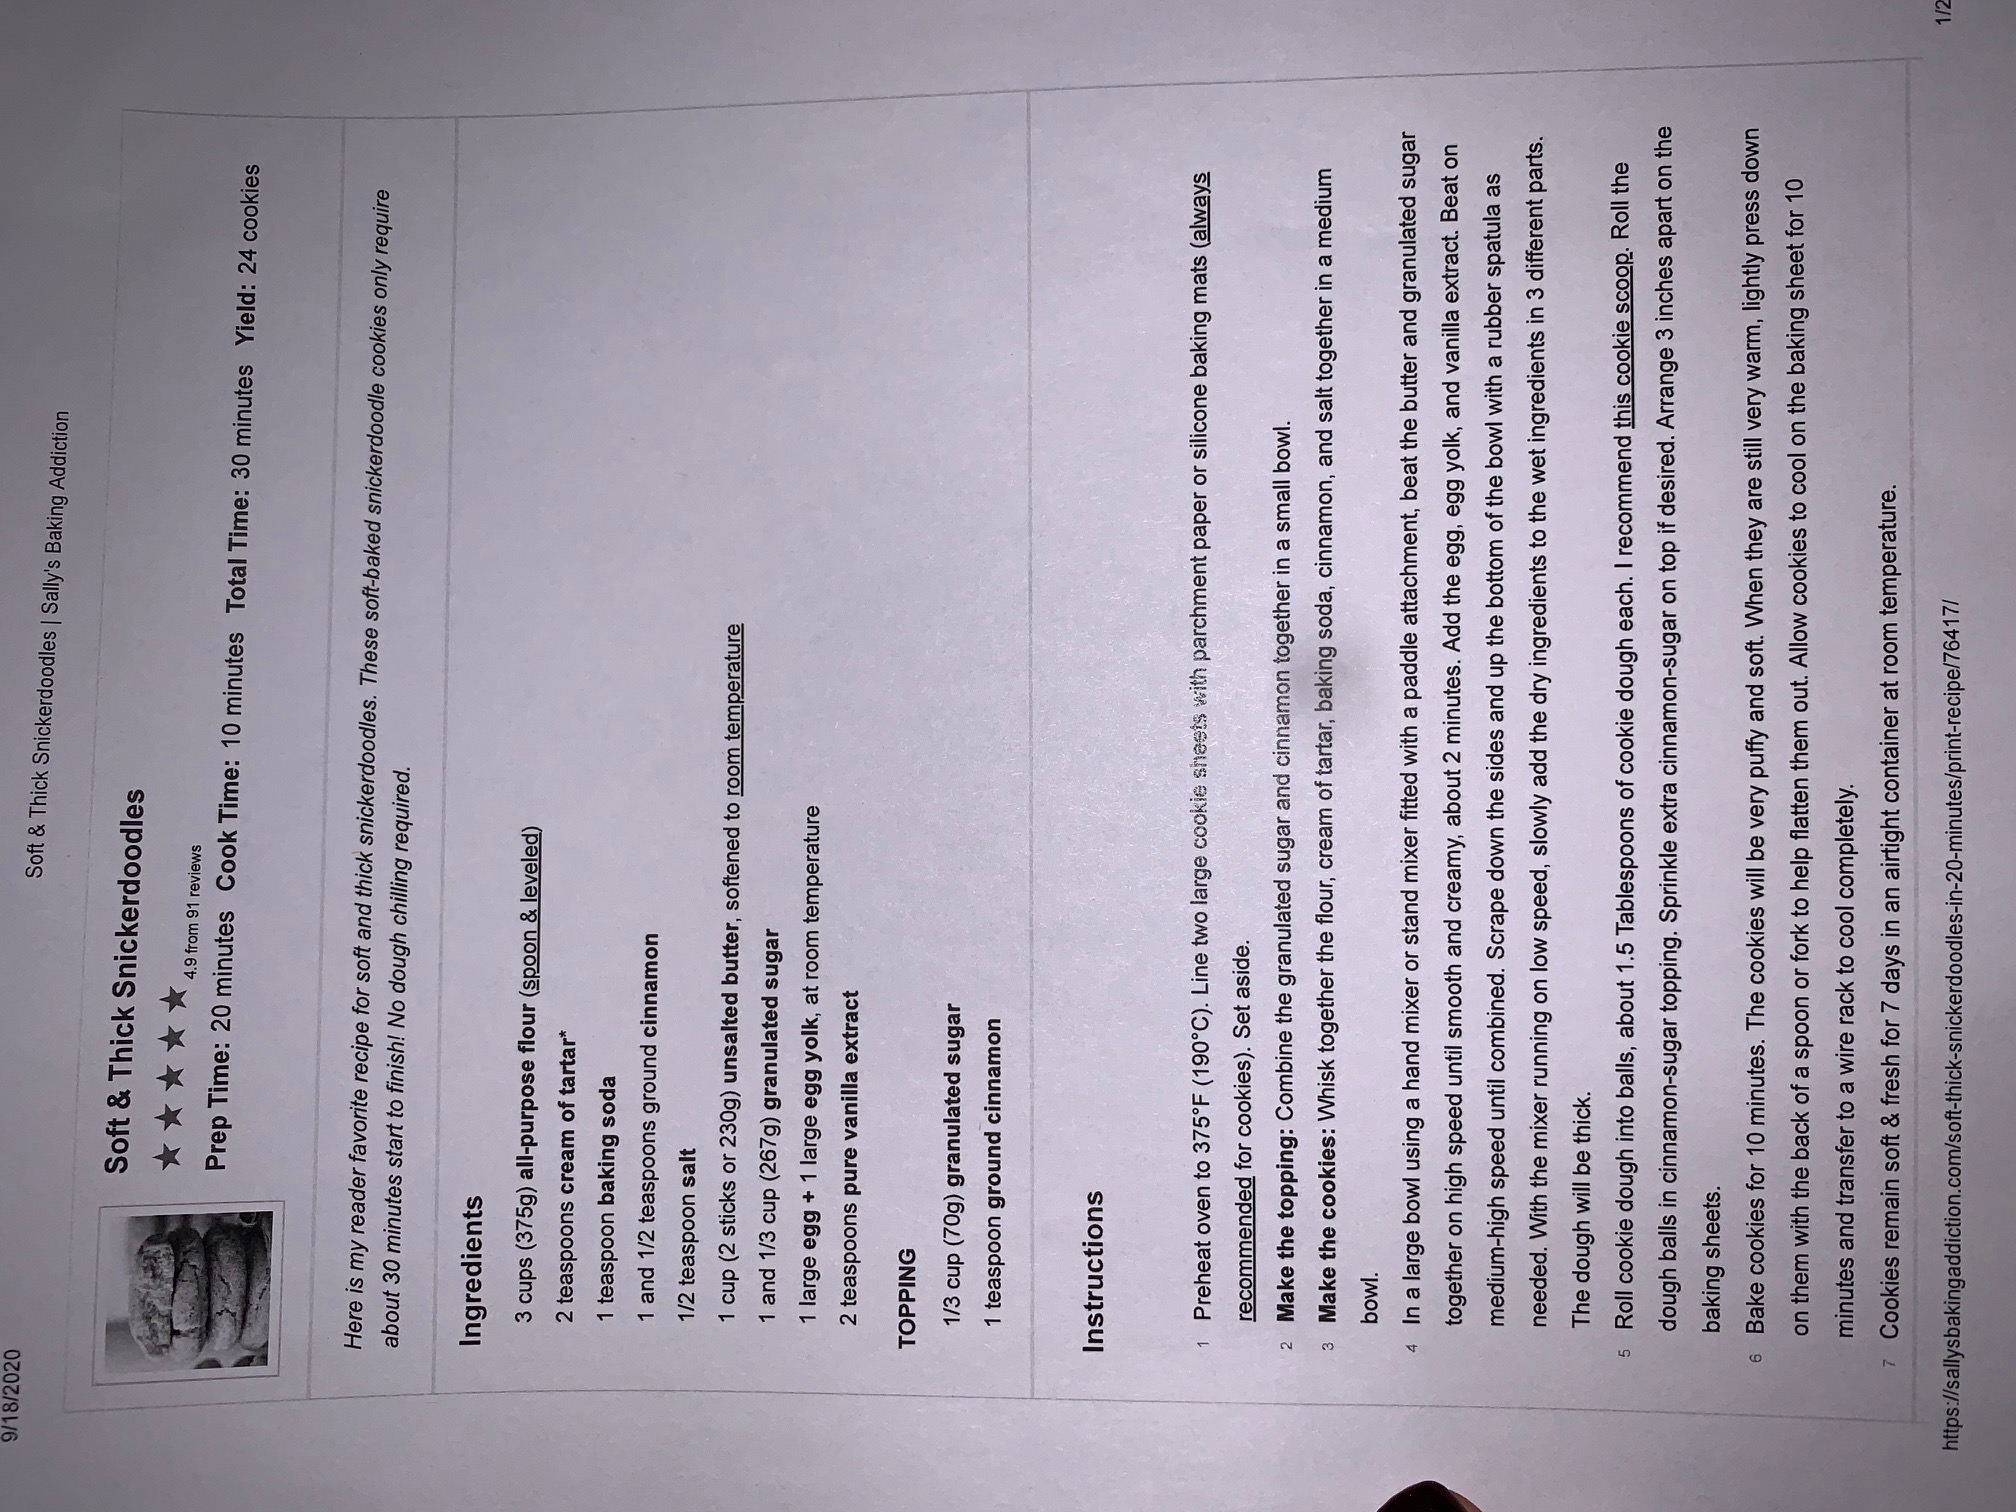 9/18/2020
Soft & Thick Snickerdoodles | Sally's Baking Addiction
Soft & Thick Snickerdoodles
★ ★ ★ ★ ★ 4.9 from 91 reviews
Prep Time: 20 minutes Cook Time: 10 minutes Total Time: 30 minutes Yield: 24 cookies
Here is my reader favorite recipe for soft and thick snickerdoodles. These soft-baked snickerdoodle cookies only require
about 30 minutes start to finish! No dough chilling required.
Ingredients
3 cups (375g) all-purpose flour (spoon & leveled)
2 teaspoons cream of tartar*
1 teaspoon baking soda
1 and 1/2 teaspoons ground cinnamon
1/2 teaspoon salt
1 cup (2 sticks or 230g) unsalted butter, softened to room temperature
1 and 1/3 cup (267g) granulated sugar
1 large egg + 1 large egg yolk, at room temperature
2 teaspoons pure vanilla extract
TOPPING
1/3 cup (70g) granulated sugar
1 teaspoon ground cinnamon
Instructions
1 Preheat oven to 375°F (190°C). Line two large cookie sheets with parchment paper or silicone baking mats (always
recommended for cookies). Set aside.
2 Make the topping: Combine the granulated sugar and cinnamon together in a small bowl.
3 Make the cookies: Whisk together the flour, cream of tartar, baking soda, cinnamon, and salt together in a medium
bowl.
4 In a large bowl using a hand mixer or stand mixer fitted with a paddle attachment, beat the butter and granulated sugar
together on high speed until smooth and creamy, about 2 minutes. Add the egg, egg yolk, and vanilla extract. Beat on
medium-high speed until combined. Scrape down the sides and up the bottom of the bowl with a rubber spatula as
needed. With the mixer running on low speed, slowly add the dry ingredients to the wet ingredients in 3 different parts.
The dough will be thick.
5 Roll cookie dough into balls, about 1.5 Tablespoons of cookie dough each. I recommend this cookie scoop. Roll the
dough balls in cinnamon-sugar topping. Sprinkle extra cinnamon-sugar on top if desired. Arrange 3 inches apart on the
baking sheets.
6 Bake cookies for 10 minutes. The cookies will be very puffy and soft. When they are still very warm, lightly press down
on them with the back of a spoon or fork to help flatten them out. Allow cookies to cool on the baking sheet for 10
minutes and transfer to a wire rack to cool completely.
7 Cookies remain soft & fresh for 7 days in an airtight container at room temperature.
https://sallysbakingaddiction.com/soft-thick-snickerdoodles-in-20-minutes/print-recipe/76417/
1/2